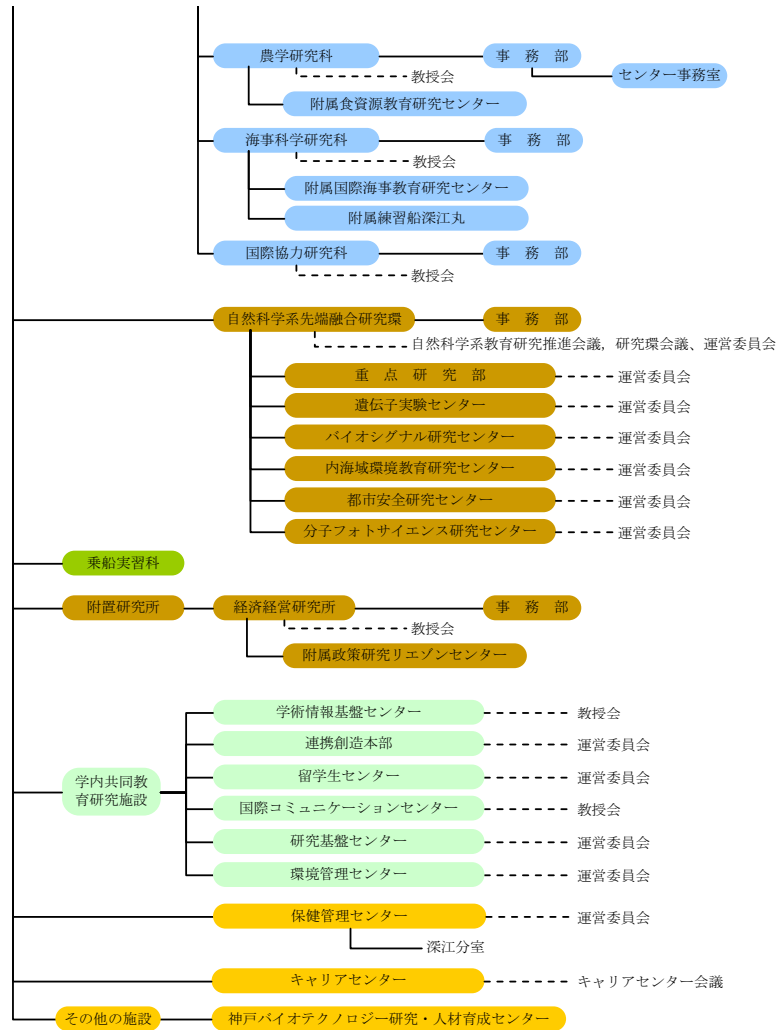 農学研究科
事　務　部
教授会
センター事務室
附属食資源教育研究センター
海事科学研究科
事　務　部
教授会
附属国際海事教育研究センター
附属練習船深江丸
国際協力研究科
事　務　部
教授会
自然科学系先端融合研究環
事　務　部
自然科学系教育研究推進会議，研究環会議、運営委員会
重　点　研　究　部
運営委員会
遺伝子実験センター
運営委員会
バイオシグナル研究センター
運営委員会
内海域環境教育研究センター
運営委員会
都市安全研究センター
運営委員会
分子フォトサイエンス研究センター
運営委員会
乗船実習科
附置研究所
経済経営研究所
事　務　部
教授会
附属政策研究リエゾンセンター
学内共同教
育研究施設
学術情報基盤センター
教授会
連携創造本部
運営委員会
留学生センター
運営委員会
国際コミュニケーションセンター
教授会
研究基盤センター
運営委員会
環境管理センター
運営委員会
保健管理センター
運営委員会
深江分室
キャリアセンター
キャリアセンター会議
その他の施設
神戸バイオテクノロジー研究・人材育成センター